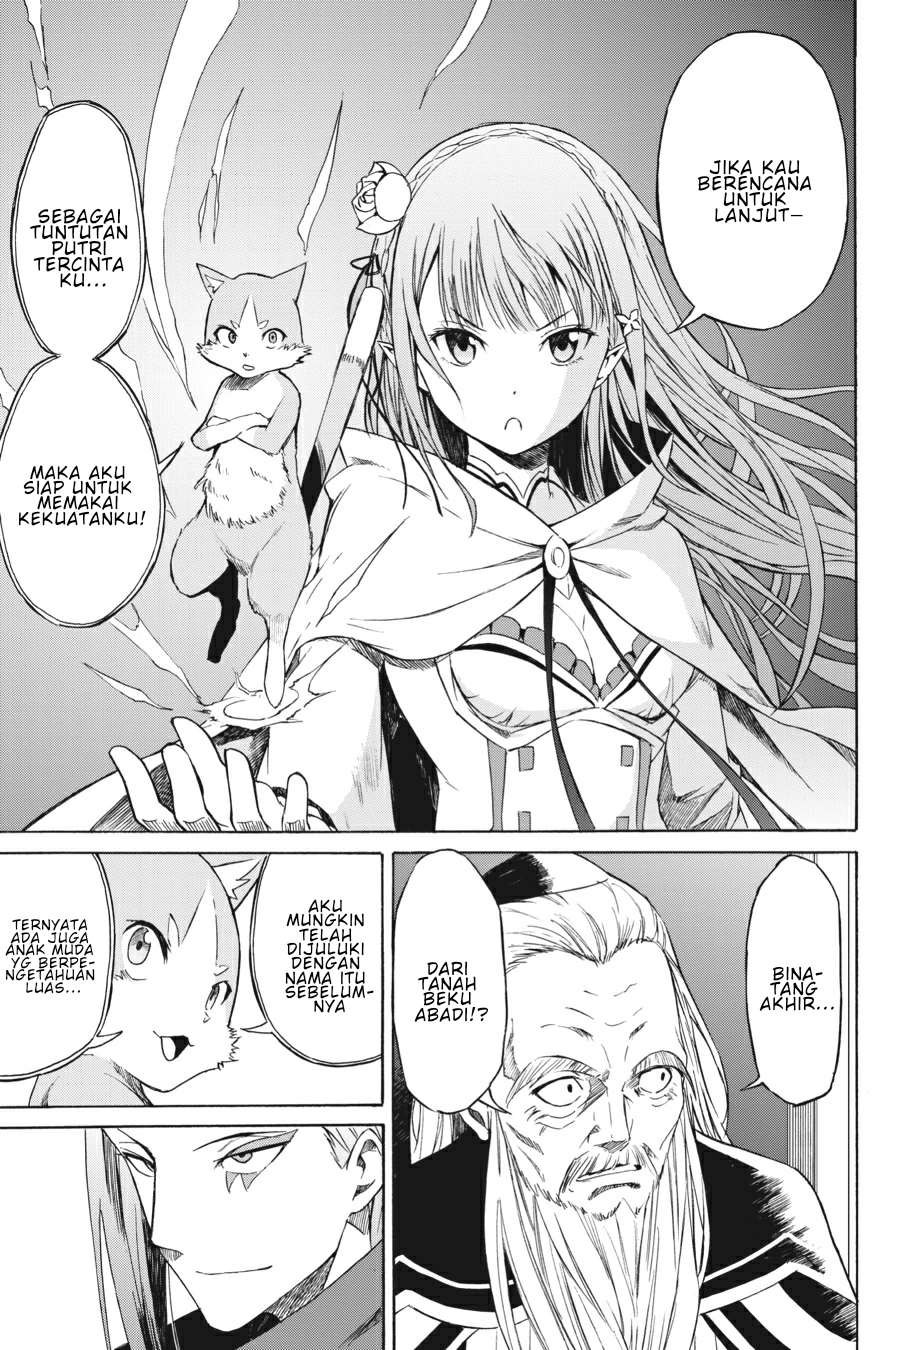 JIKA KAU
BERENCANA
UNTUK
LANJUT–
SEBAGAI
TUNTUTAN
PUTRI
TERCINTA
KU...
MAKA AKU
SIAP UNTUK
MEMAKAI
KEKUATANKU!
BINA-
TANG
AKHIR...
DARI
TANAH
BEKU
ABADI!?
AKU
MUNGKIN
TELAH
DIJULUKI
DENGAN
NAMA ITU
SEBELUM-
NYA
TERNYATA
ADA JUGA
ANAK MUDA
YG BERPE-
NGETAHUAN
LUAS...